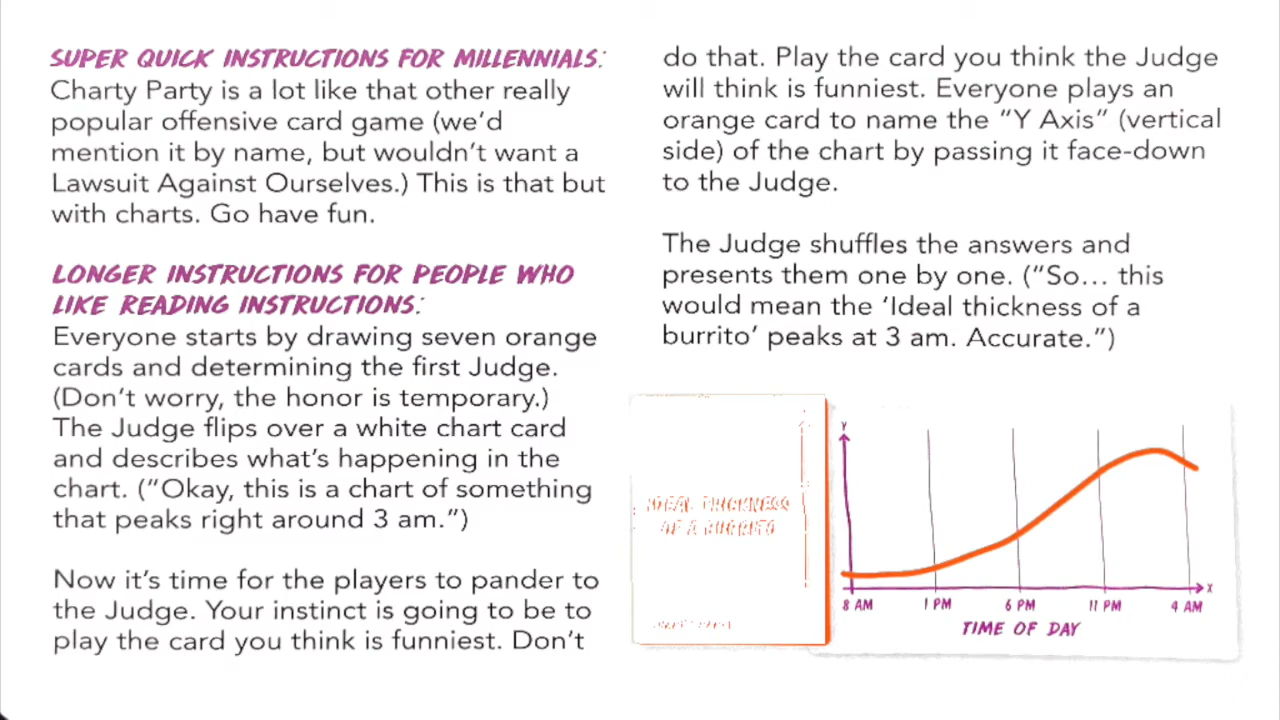 SUPER QUICK INSTRUCTIONS FOR MILLENNIALS:
Charty Party is a lot like that other really
popular offensive card game (we'd
mention it by name, but wouldn't want a
Lawsuit Against Ourselves.) This is that but
with charts. Go have fun.
LONGER INSTRUCTIONS FOR PEOPLE WHO
LIKE READING INSTRUCTIONS:
Everyone starts by drawing seven orange
cards and determining the first Judge.
(Don't worry, the honor is temporary.)
The Judge flips over a white chart card
and describes what's happening in the
chart. ("Okay, this is a chart of something
that peaks right around 3 am.")
Now it's time for the players to pander to
the Judge. Your instinct is going to be to
play the card you think is funniest. Don't
do that. Play the card you think the Judge
will think is funniest. Everyone plays an
orange card to name the "Y Axis" (vertical
side) of the chart by passing it face-down
to the Judge.
The Judge shuffles the answers and
presents them one by one. ("So... this
would mean the 'Ideal thickness of a
burrito' peaks at 3 am. Accurate.")
IDEAL THICKNESS
OF A BURRITO
Y
X
8 AM 1 PM 6 PM 11 PM 4 AM
TIME OF DAY